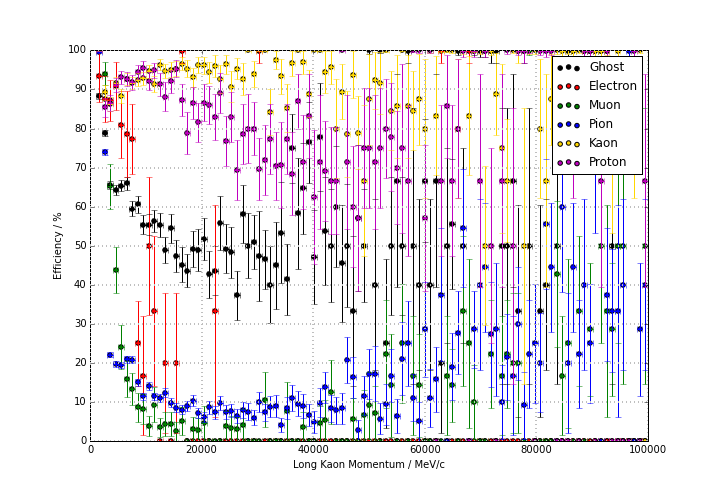 100
90
80
70
60
50
40
30
20
10
0
Efficiency / %
Ghost
Electron
Muon
Pion
Kaon
Proton
0 20000 40000 60000 80000 100000
Long Kaon Momentum / MeV/c